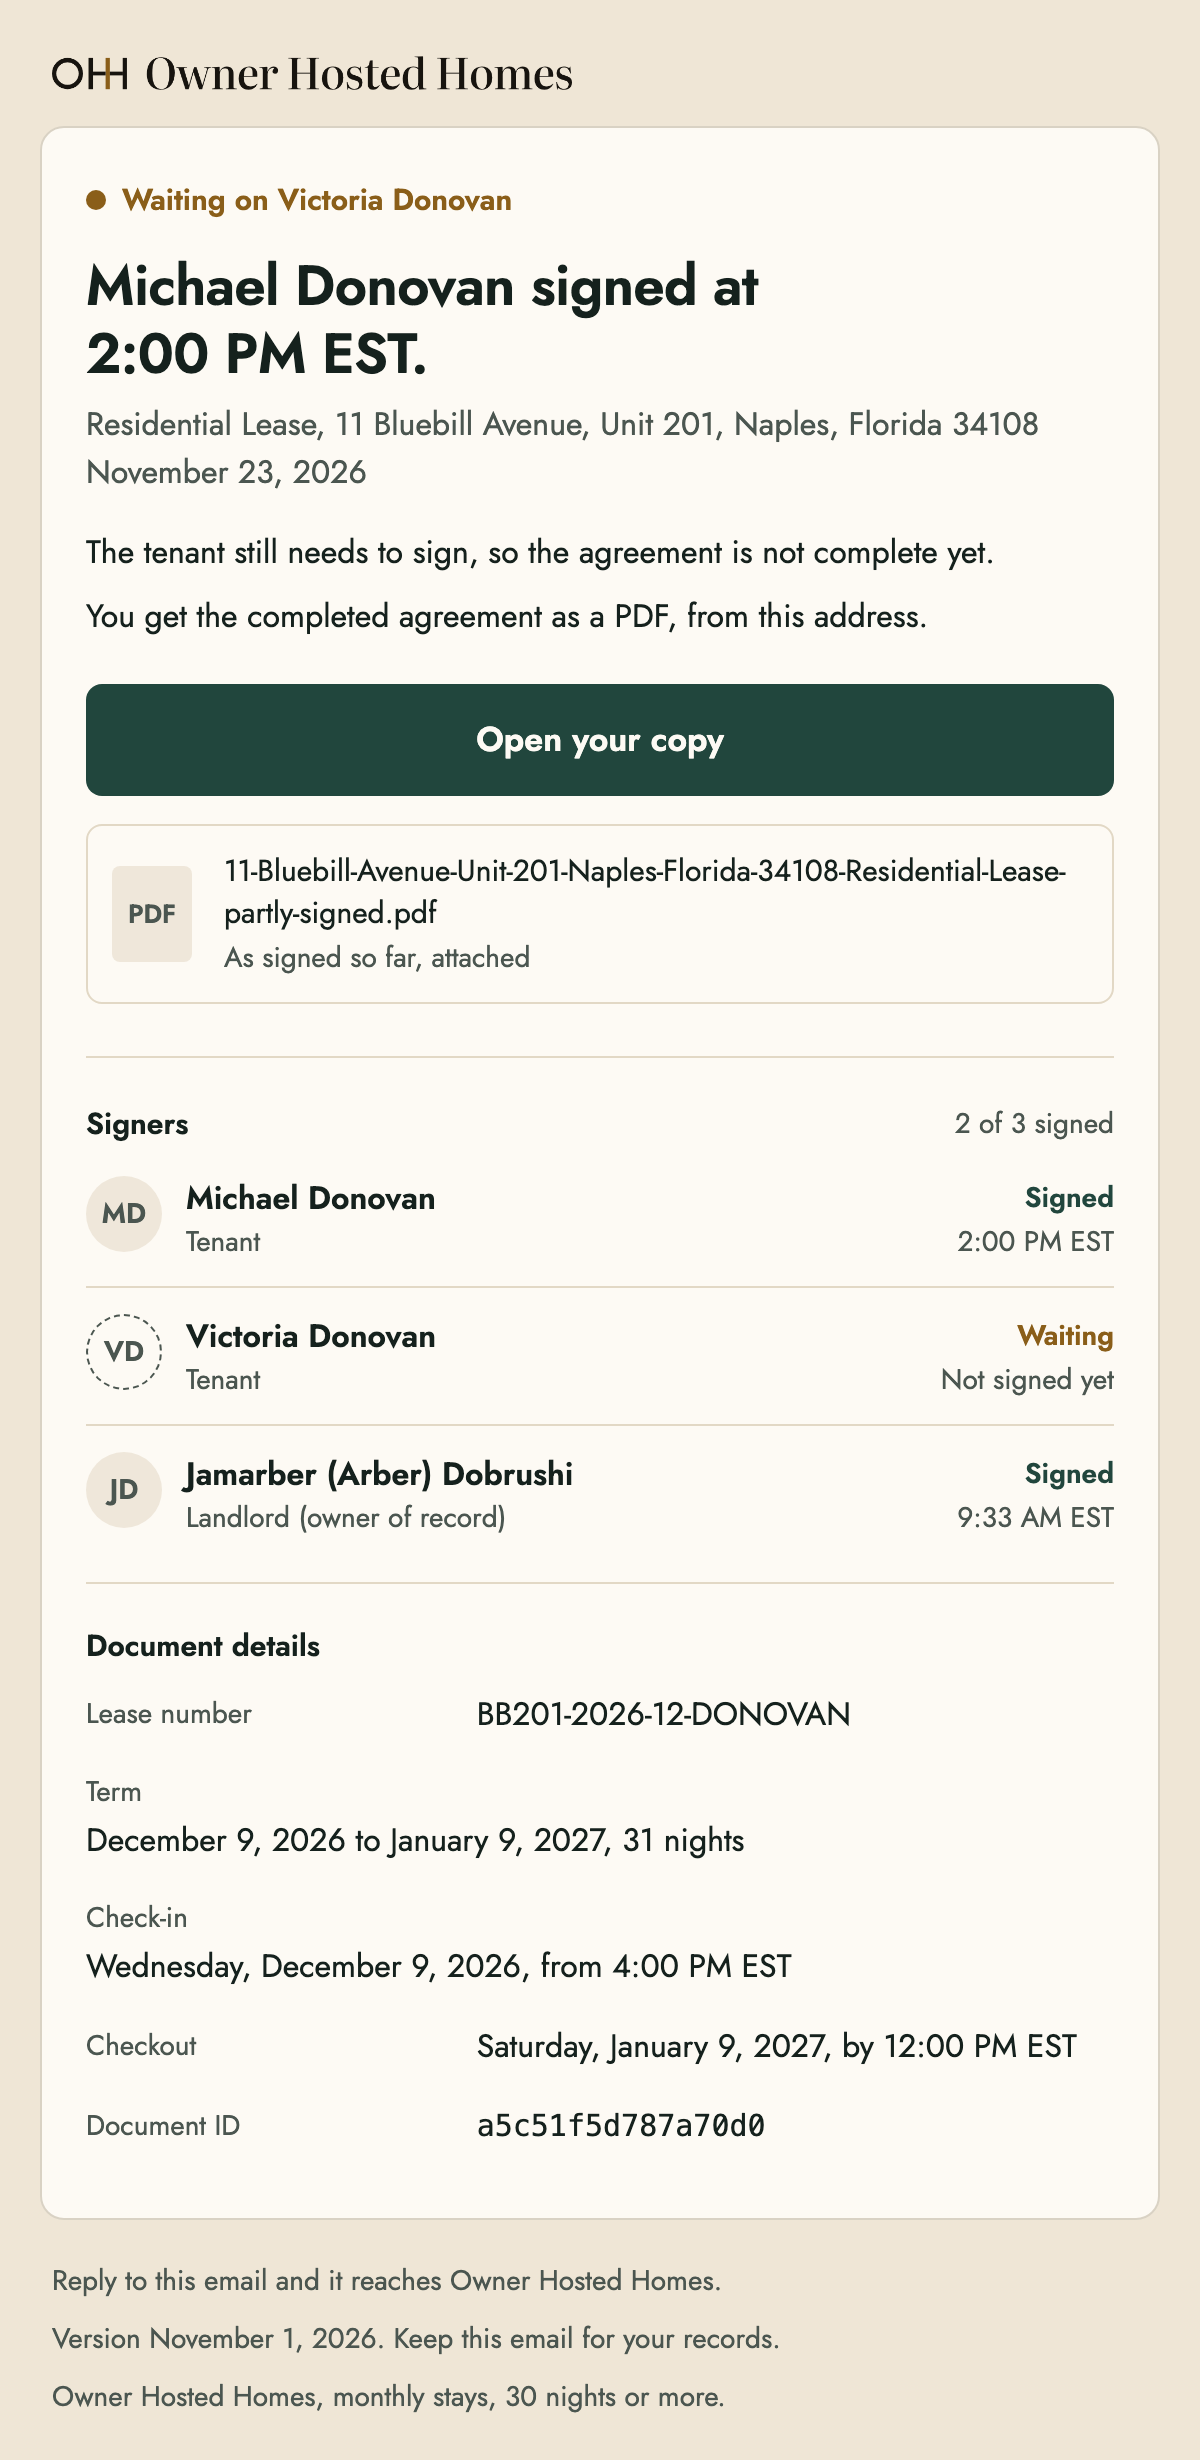 OHH Owner Hosted Homes
Waiting on Victoria Donovan
Michael Donovan signed at
2:00 PM EST.
Residential Lease, 11 Bluebill Avenue, Unit 201, Naples, Florida 34108
November 23, 2026
The tenant still needs to sign, so the agreement is not complete yet.
You get the completed agreement as a PDF, from this address.
Open your copy
PDF
11-Bluebill-Avenue-Unit-201-Naples-Florida-34108-Residential-Lease-
partly-signed.pdf
As signed so far, attached
Signers 2 of 3 signed
MD Michael Donovan Signed
Tenant 2:00 PM EST
VD Victoria Donovan Waiting
Tenant Not signed yet
JD Jamarber (Arber) Dobrushi Signed
Landlord (owner of record) 9:33 AM EST
Document details
Lease number BB201-2026-12-DONOVAN
Term
December 9, 2026 to January 9, 2027, 31 nights
Check-in
Wednesday, December 9, 2026, from 4:00 PM EST
Checkout Saturday, January 9, 2027, by 12:00 PM EST
Document ID a5c51f5d787a70d0
Reply to this email and it reaches Owner Hosted Homes.
Version November 1, 2026. Keep this email for your records.
Owner Hosted Homes, monthly stays, 30 nights or more.